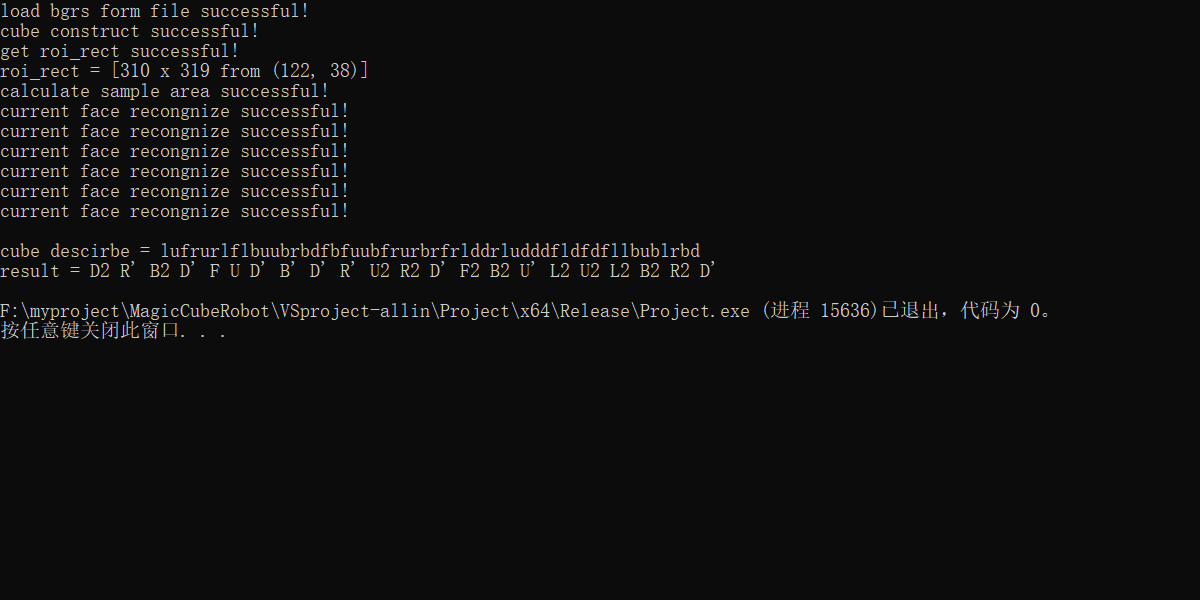 load bgrs form file successful!
cube construct successful!
get roi_rect successful!
roi_rect = [310 x 319 from (122, 38)]
calculate sample area successful!
current face recongnize successful!
current face recongnize successful!
current face recongnize successful!
current face recongnize successful!
current face recongnize successful!
current face recongnize successful!
cube descirbe = lufrurlflbuubrbdfbfuubfrurbrfrlddrludddfldfdfllbublrbd
result = D2 R' B2 D' F U D' B' D' R' U2 R2 D' F2 B2 U' L2 U2 L2 B2 R2 D'
F:\myproject\MagicCubeRobot\VSproject-allin\Project\x64\Release\Project.exe (进程 15636)已退出，代码为 0。
按任意键关闭此窗口. . .